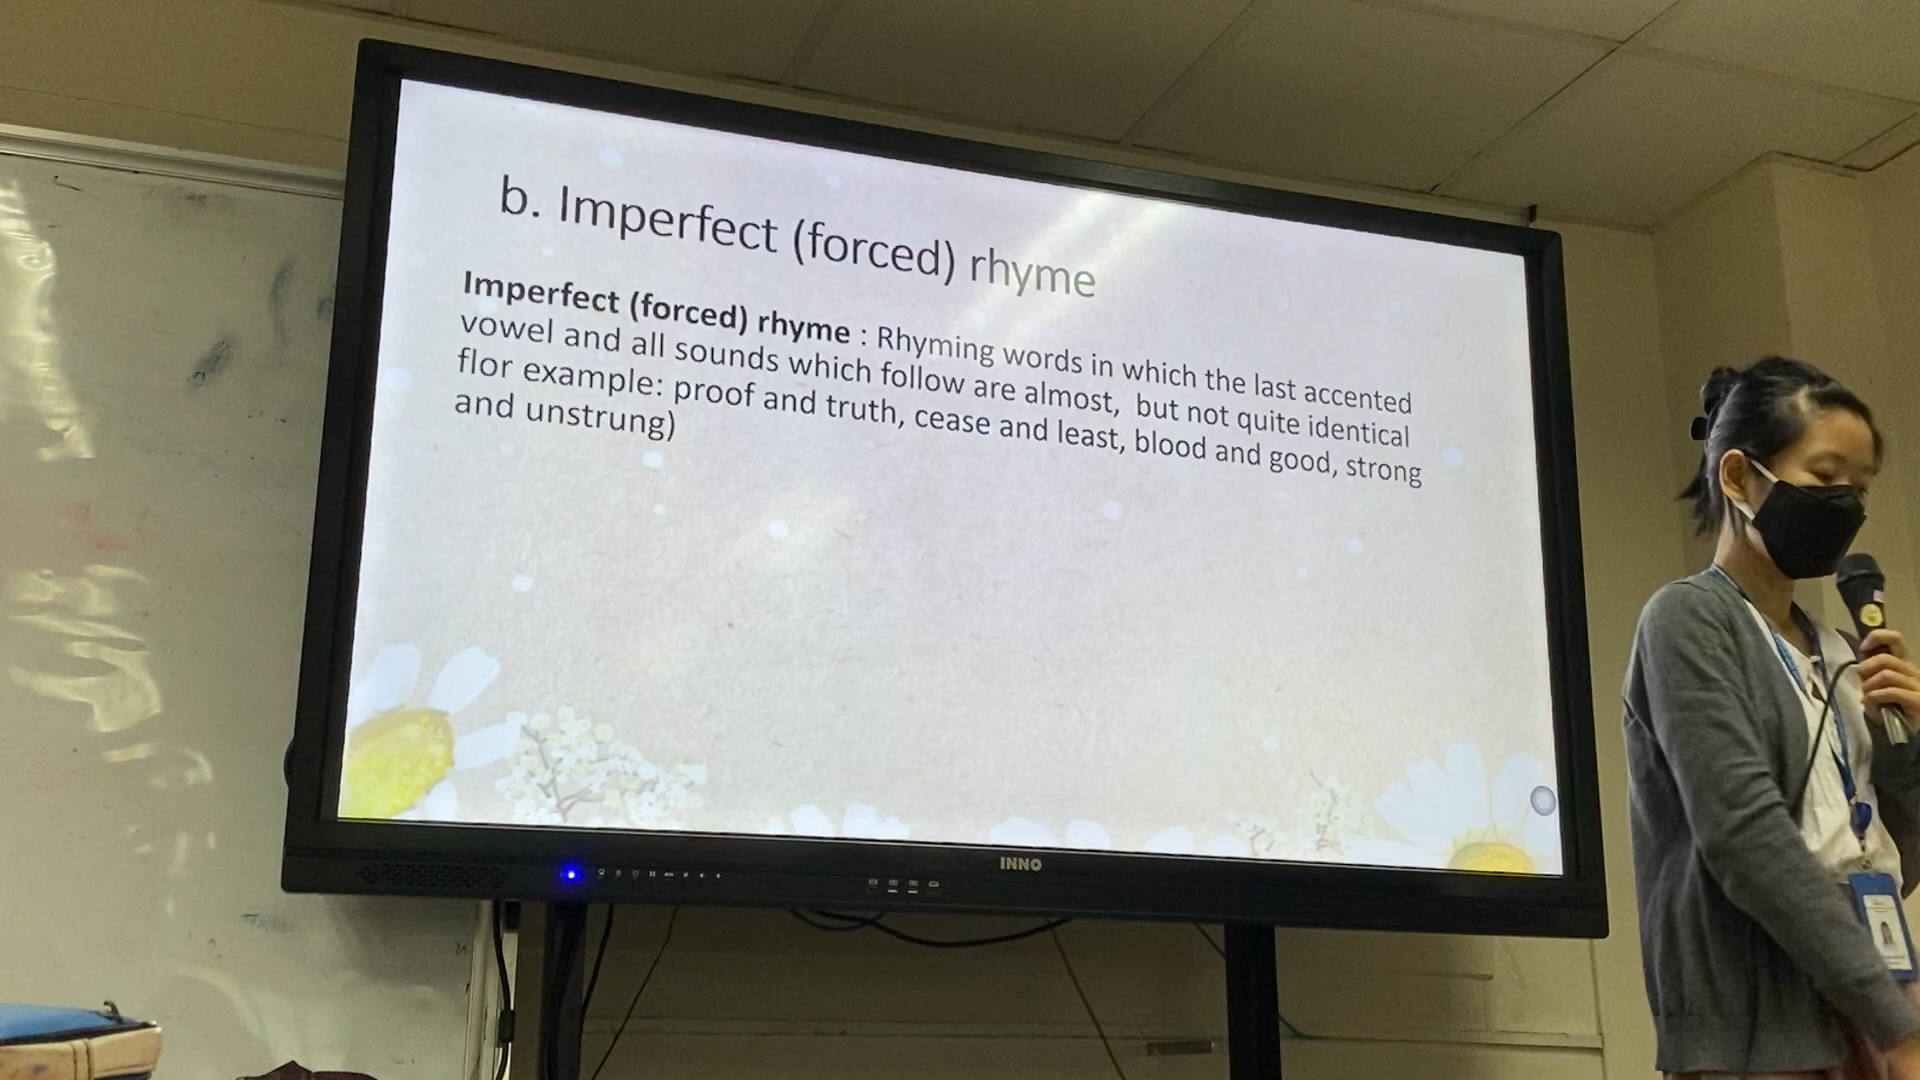 b. Imperfect (forced) rhyme
Imperfect (forced) rhyme : Rhyming words in which the last accented
vowel and all sounds which follow are almost, but not quite identical
flor example: proof and truth, cease and least, blood and good, strong
and unstrung)
INNO